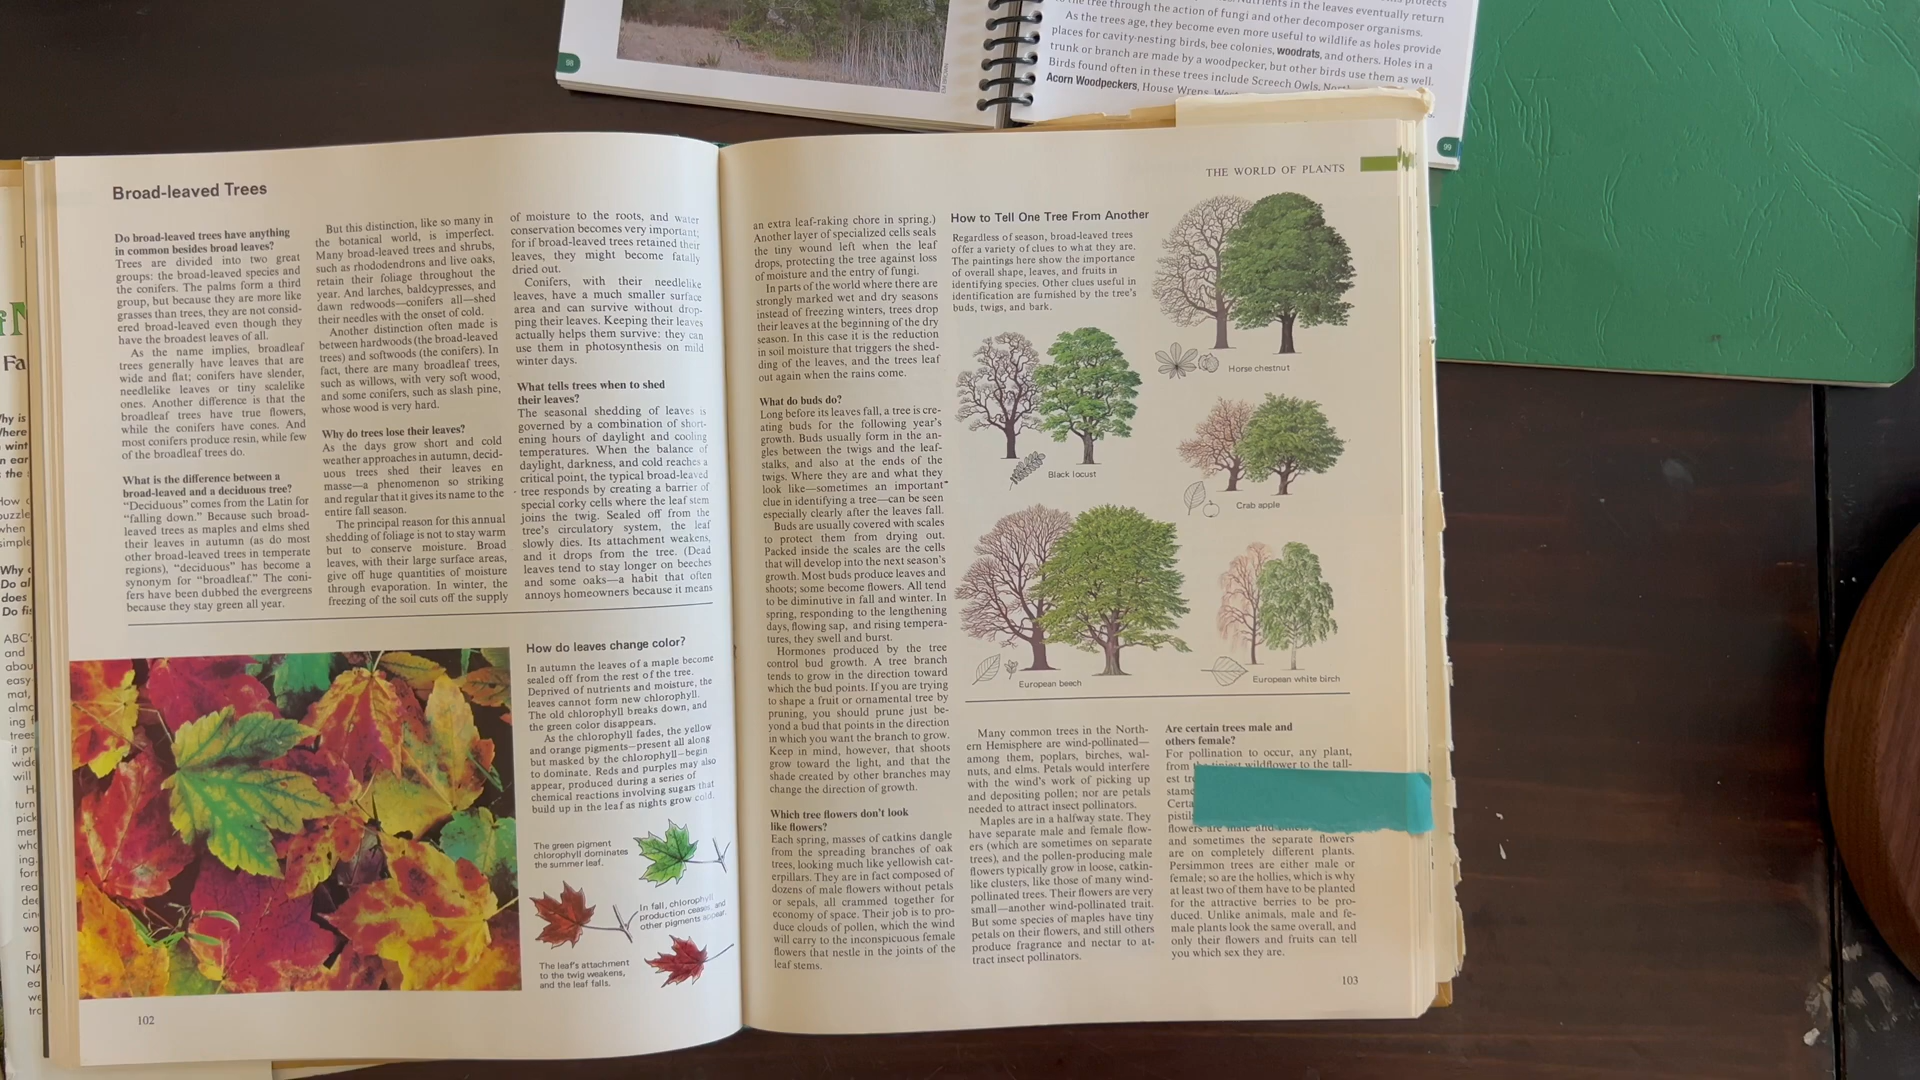 98
the tree through the action of fungi and other decomposer organisms.
As the trees age, they become even more useful to wildlife as holes provide
places for cavity-nesting birds, bee colonies, woodrats, and others. Holes in a
trunk or branch are made by a woodpecker, but other birds use them as well.
Birds found often in these trees include Screech Owls,
Acorn Woodpeckers, House Wrens,
99
Broad-leaved Trees
Do broad-leaved trees have anything
in common besides broad leaves?
Trees are divided into two great
groups: the broad-leaved species and
the conifers. The palms form a third
group, but because they are more like
grasses than trees, they are not consid-
ered broad-leaved even though they
have the broadest leaves of all.
As the name implies, broadleaf
trees generally have leaves that are
wide and flat; conifers have slender,
needlelike leaves or tiny scalelike
ones. Another difference is that the
broadleaf trees have true flowers,
while the conifers have cones. And
most conifers produce resin, while few
of the broadleaf trees do.
What is the difference between a
broad-leaved and a deciduous tree?
“Deciduous” comes from the Latin for
“falling down.” Because such broad-
leaved trees as maples and elms shed
their leaves in autumn (as do most
other broad-leaved trees in temperate
regions), “deciduous” has become a
synonym for “broadleaf.” The coni-
fers have been dubbed the evergreens
because they stay green all year.
But this distinction, like so many in
the botanical world, is imperfect.
Many broad-leaved trees and shrubs,
such as rhododendrons and live oaks,
retain their foliage throughout the
year. And larches, baldcypresses, and
dawn redwoods—conifers all—shed
their needles with the onset of cold.
Another distinction often made is
between hardwoods (the broad-leaved
trees) and softwoods (the conifers). In
fact, there are many broadleaf trees,
such as willows, with very soft wood,
and some conifers, such as slash pine,
whose wood is very hard.
Why do trees lose their leaves?
As the days grow short and cold
weather approaches in autumn, decid-
uous trees shed their leaves en
masse—a phenomenon so striking
and regular that it gives its name to the
entire fall season.
The principal reason for this annual
shedding of foliage is not to stay warm
but to conserve moisture. Broad
leaves, with their large surface areas,
give off huge quantities of moisture
through evaporation. In winter, the
freezing of the soil cuts off the supply
of moisture to the roots, and water
conservation becomes very important;
for if broad-leaved trees retained their
leaves, they might become fatally
dried out.
Conifers, with their needlelike
leaves, have a much smaller surface
area and can survive without drop-
ping their leaves. Keeping their leaves
actually helps them survive: they can
use them in photosynthesis on mild
winter days.
What tells trees when to shed
their leaves?
The seasonal shedding of leaves is
governed by a combination of short-
ening hours of daylight and cooling
temperatures. When the balance of
daylight, darkness, and cold reaches a
critical point, the typical broad-leaved
tree responds by creating a barrier of
special corky cells where the leaf stem
joins the twig. Sealed off from the
tree's circulatory system, the leaf
slowly dies. Its attachment weakens,
and it drops from the tree. (Dead
leaves tend to stay longer on beeches
and some oaks—a habit that often
annoys homeowners because it means
How do leaves change color?
In autumn the leaves of a maple become
sealed off from the rest of the tree.
Deprived of nutrients and moisture, the
leaves cannot form new chlorophyll.
The old chlorophyll breaks down, and
the green color disappears.
As the chlorophyll fades, the yellow
and orange pigments—present all along
but masked by the chlorophyll—begin
to dominate. Reds and purples may also
appear, produced during a series of
chemical reactions involving sugars that
build up in the leaf as nights grow cold.
The green pigment
chlorophyll dominates
the summer leaf.
In fall, chlorophyll
production ceases, and
other pigments appear.
The leaf's attachment
to the twig weakens,
and the leaf falls.
102
THE WORLD OF PLANTS
an extra leaf-raking chore in spring.)
Another layer of specialized cells seals
the tiny wound left when the leaf
drops, protecting the tree against loss
of moisture and the entry of fungi.
In parts of the world where there are
strongly marked wet and dry seasons
instead of freezing winters, trees drop
their leaves at the beginning of the dry
season. In this case it is the reduction
in soil moisture that triggers the shed-
ding of the leaves, and the trees leaf
out again when the rains come.
What do buds do?
Long before its leaves fall, a tree is cre-
ating buds for the following year's
growth. Buds usually form in the an-
gles between the twigs and the leaf-
stalks, and also at the ends of the
twigs. Where they are and what they
look like—sometimes an important
clue in identifying a tree—can be seen
especially clearly after the leaves fall.
Buds are usually covered with scales
to protect them from drying out.
Packed inside the scales are the cells
that will develop into the next season's
growth. Most buds produce leaves and
shoots; some become flowers. All tend
to be diminutive in fall and winter. In
spring, responding to the lengthening
days, flowing sap, and rising tempera-
tures, they swell and burst.
Hormones produced by the tree
control bud growth. A tree branch
tends to grow in the direction toward
which the bud points. If you are trying
to shape a fruit or ornamental tree by
pruning, you should prune just be-
yond a bud that points in the direction
in which you want the branch to grow.
Keep in mind, however, that shoots
grow toward the light, and that the
shade created by other branches may
change the direction of growth.
Which tree flowers don't look
like flowers?
Each spring, masses of catkins dangle
from the spreading branches of oak
trees, looking much like yellowish cat-
erpillars. They are in fact composed of
dozens of male flowers without petals
or sepals, all crammed together for
economy of space. Their job is to pro-
duce clouds of pollen, which the wind
will carry to the inconspicuous female
flowers that nestle in the joints of the
leaf stems.
How to Tell One Tree From Another
Regardless of season, broad-leaved trees
offer a variety of clues to what they are.
The paintings here show the importance
of overall shape, leaves, and fruits in
identifying species. Other clues useful in
identification are furnished by the tree's
buds, twigs, and bark.
Horse chestnut
Black locust
Crab apple
European beech
European white birch
Many common trees in the North-
ern Hemisphere are wind-pollinated—
among them, poplars, birches, wal-
nuts, and elms. Petals would interfere
with the wind's work of picking up
and depositing pollen; nor are petals
needed to attract insect pollinators.
Maples are in a halfway state. They
have separate male and female flow-
ers (which are sometimes on separate
trees), and the pollen-producing male
flowers typically grow in loose, catkin-
like clusters, like those of many wind-
pollinated trees. Their flowers are very
small—another wind-pollinated trait.
But some species of maples have tiny
petals on their flowers, and still others
produce fragrance and nectar to at-
tract insect pollinators.
Are certain trees male and
others female?
For pollination to occur, any plant,
from the tiniest wildflower to the tall-
est
flowers are male and
and sometimes the separate flowers
are on completely different plants.
Persimmon trees are either male or
female; so are the hollies, which is why
at least two of them have to be planted
for the attractive berries to be pro-
duced. Unlike animals, male and fe-
male plants look the same overall, and
only their flowers and fruits can tell
you which sex they are.
103